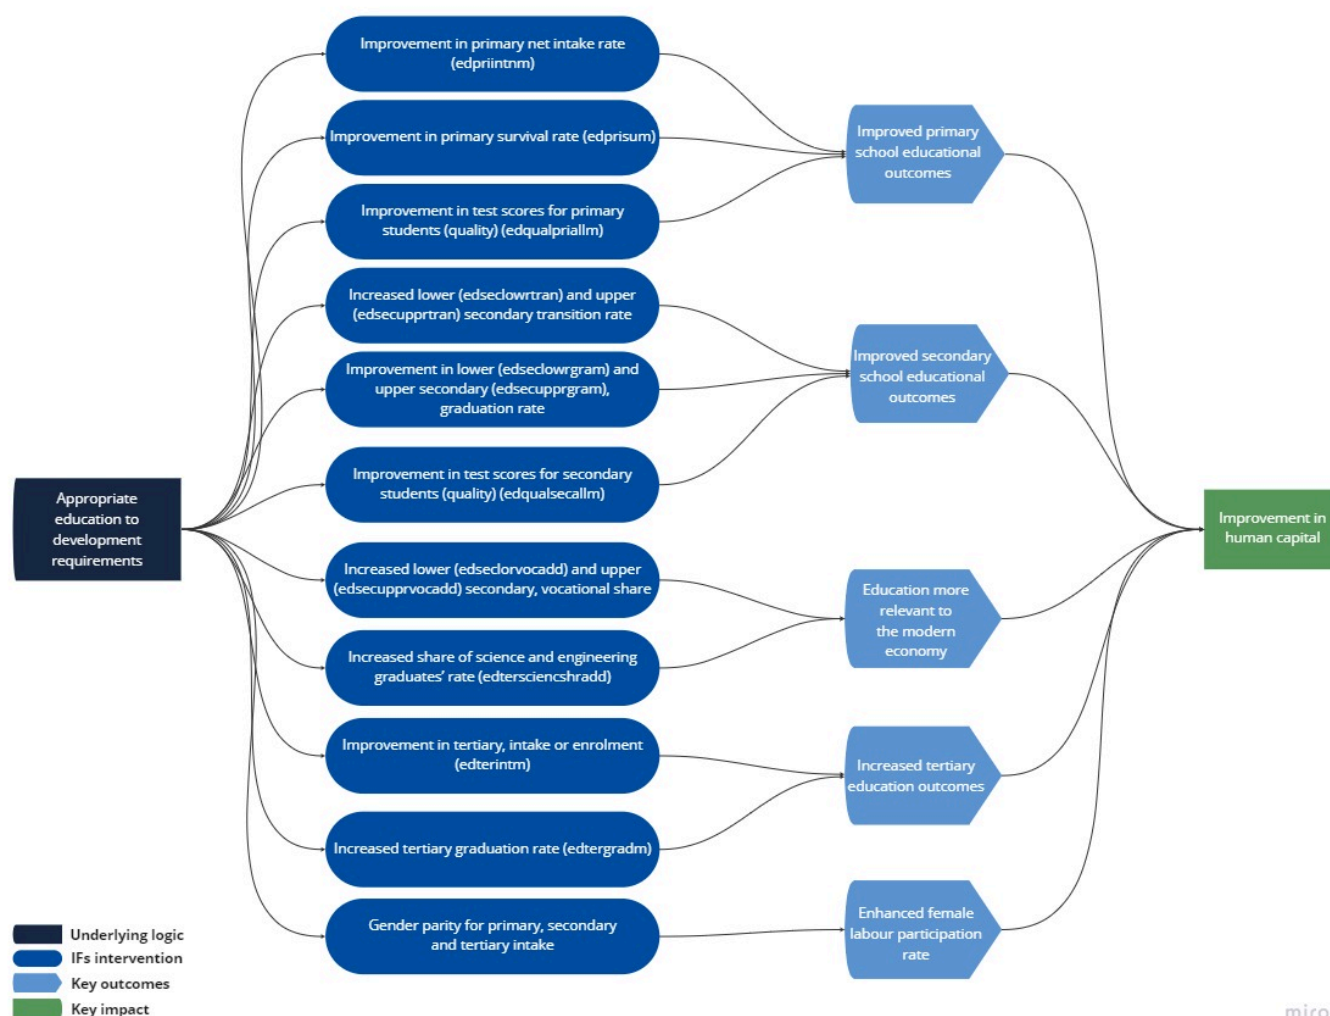 Improvement in primary net intake rate
(edpriintnm)
Improvement in primary survival rate (edprisum)
Improvement in test scores for primary
students (quality) (edqualpriallm)
Increased lower (edseclowrtran) and upper
(edsecupprtran) secondary transition rate
Improvement in lower (edseclowrgram) and
upper secondary (edsecupprgram),
graduation rate
Improvement in test scores for secondary
students (quality) (edqualsecallm)
Increased lower (edseclorvocadd) and upper
(edsecupprvocadd) secondary, vocational share
Increased share of science and engineering
graduates’ rate (edtersciencshradd)
Improvement in tertiary, intake or enrolment
(edterintm)
Increased tertiary graduation rate (edtergradm)
Gender parity for primary, secondary
and tertiary intake
Appropriate
education to
development
requirements
Improved primary
school educational
outcomes
Improved secondary
school educational
outcomes
Education more
relevant to
the modern
economy
Increased tertiary
education outcomes
Enhanced female
labour participation
rate
Improvement in
human capital
Underlying logic
IFs intervention
Key outcomes
Key impact
miro